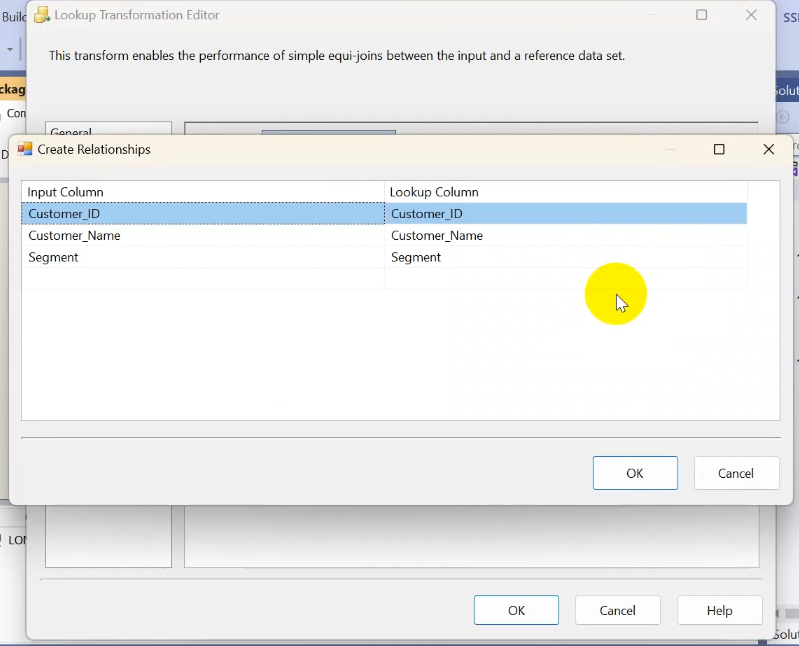 Build
Lookup Transformation Editor
SS
This transform enables the performance of simple equi-joins between the input and a reference data set.
ckag
Solut
Con
General
Create Relationships
Input Column Lookup Column
Customer_ID Customer_ID
Customer_Name Customer_Name
Segment Segment
OK Cancel
LO
OK Cancel Help
Solut